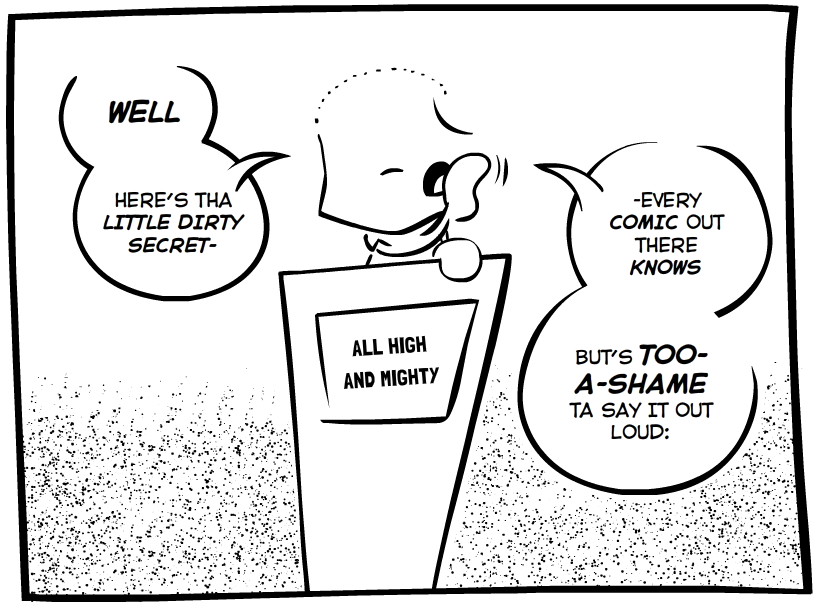 WELL
HERE'S THA
LITTLE DIRTY
SECRET-
-EVERY
COMIC OUT
THERE
KNOWS
BUT'S TOO-
A-SHAME
TA SAY IT OUT
LOUD:
ALL HIGH
AND MIGHTY